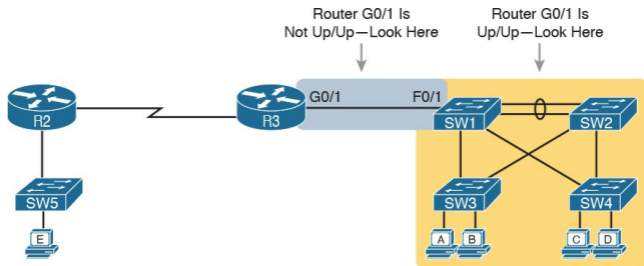 Router G0/1 Is
Not Up/Up—Look Here
Router G0/1 Is
Up/Up—Look Here
R2
R3
G0/1
F0/1
SW1
SW2
SW5
SW3
SW4
E
A
B
C
D